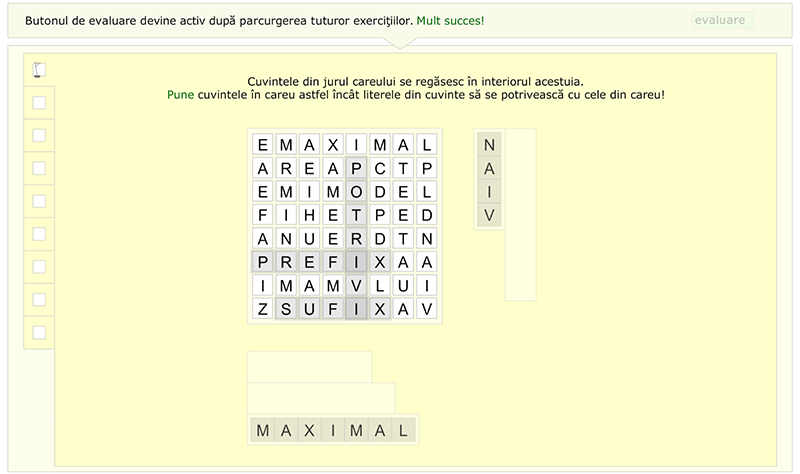 Butonul de evaluare devine activ după parcurgerea tuturor exerciţiilor. Mult succes!
evaluare
Cuvintele din jurul careului se regăsesc în interiorul acestuia.
Pune cuvintele în careu astfel încât literele din cuvinte să se potrivească cu cele din careu!
E M A X I M A L
A R E A P C T P
E M I M O D E L
F I H E T P E D
A N U E R D T N
P R E F I X A A
I M A M V L U I
Z S U F I X A V
N
A
I
V
M A X I M A L